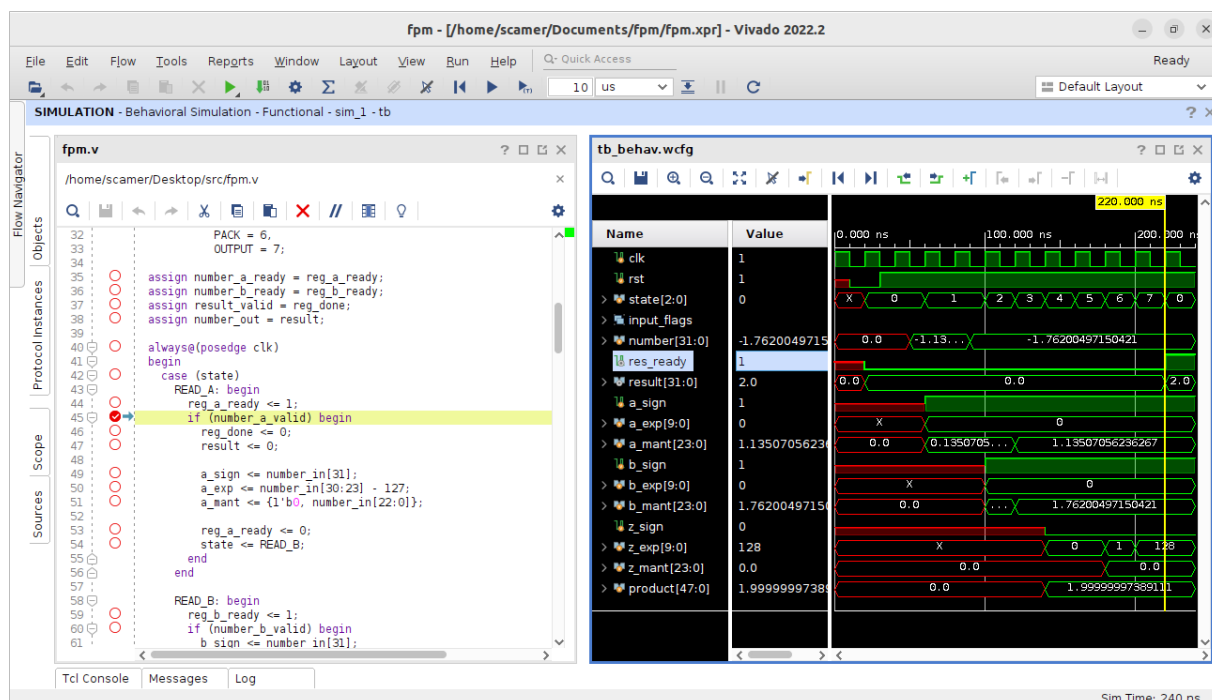 fpm - [/home/scamer/Documents/fpm/fpm.xpr] - Vivado 2022.2
File Edit Flow Tools Reports Window Layout View Run Help Q- Quick Access Ready
10 us Default Layout
SIMULATION - Behavioral Simulation - Functional - sim_1 - tb
Flow Navigator
Objects
Protocol Instances
Scope
Sources
fpm.v
/home/scamer/Desktop/src/fpm.v
32 PACK = 6,
33 OUTPUT = 7;
34
35 assign number_a_ready = reg_a_ready;
36 assign number_b_ready = reg_b_ready;
37 assign result_valid = reg_done;
38 assign number_out = result;
39
40 always@(posedge clk)
41 begin
42 case (state)
43 READ_A: begin
44 reg_a_ready <= 1;
45 if (number_a_valid) begin
46 reg_done <= 0;
47 result <= 0;
48
49 a_sign <= number_in[31];
50 a_exp <= number_in[30:23] - 127;
51 a_mant <= {1'b0, number_in[22:0]};
52
53 reg_a_ready <= 0;
54 state <= READ_B;
55 end
56 end
57
58 READ_B: begin
59 reg_b_ready <= 1;
60 if (number_b_valid) begin
61 b_sign <= number_in[31];
tb_behav.wcfg
220.000 ns
Name Value 0.000 ns 100.000 ns 200.000 ns
clk 1
rst 1
state[2:0] 0 X 0 1 2 3 4 5 6 7 0
input_flags
number[31:0] -1.7620049715 0.0 -1.13... -1.76200497150421
res_ready 1
result[31:0] 2.0 0.0 0.0 2.0
a_sign 1
a_exp[9:0] 0 X 0
a_mant[23:0] 1.1350705623 0.0 0.1350705... 1.13507056236267
b_sign 1
b_exp[9:0] 0 X 0
b_mant[23:0] 1.7620049715 0.0 ... 1.76200497150421
z_sign 0
z_exp[9:0] 128 X 0 1 128
z_mant[23:0] 0.0 0.0 0.0
product[47:0] 1.9999999738 0.0 1.99999997389111
Tcl Console Messages Log
Sim Time: 240 ns